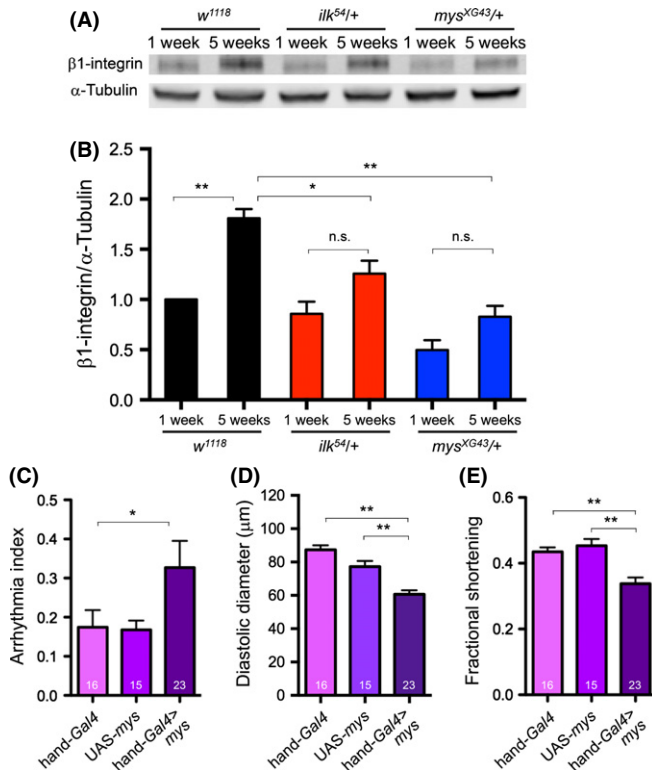 (A)
w1118 ilk54/+ mysXG43/+
1 week 5 weeks 1 week 5 weeks 1 week 5 weeks
β1-integrin
α-Tubulin
(B)
β1-integrin/α-Tubulin
2.5
2.0
1.5
1.0
0.5
0.0
**
*
**
n.s.
n.s.
1 week 5 weeks 1 week 5 weeks 1 week 5 weeks
w1118 ilk54/+ mysXG43/+
(C)
Arrhythmia index
0.5
0.4
0.3
0.2
0.1
0.0
*
16 15 23
hand-Gal4
UAS-mys
hand-Gal4>
mys
(D)
Diastolic diameter (μm)
120
100
80
60
40
20
0
**
**
16 15 23
hand-Gal4
UAS-mys
hand-Gal4>
mys
(E)
Fractional shortening
0.6
0.4
0.2
0.0
**
**
16 15 23
hand-Gal4
UAS-mys
hand-Gal4>
mys